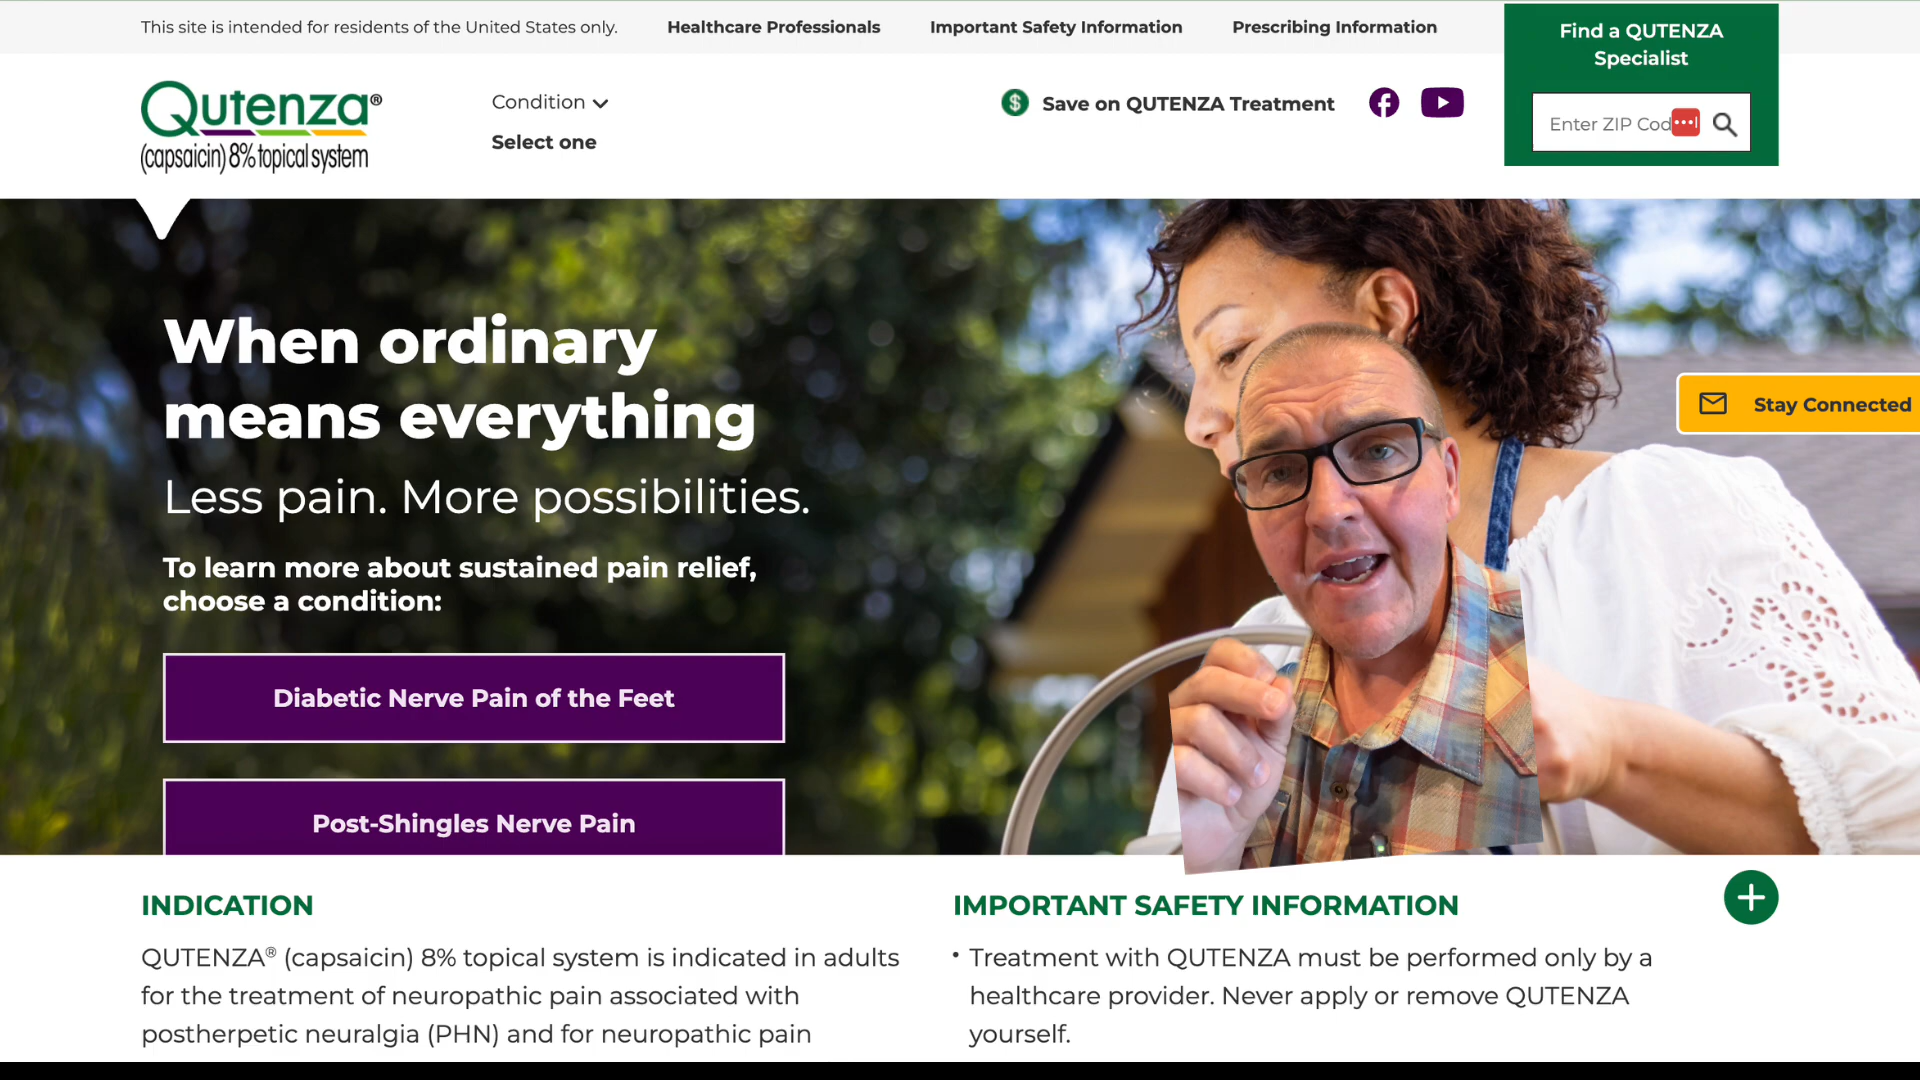 This site is intended for residents of the United States only.
Healthcare Professionals
Important Safety Information
Prescribing Information
Find a QUTENZA
Specialist
Enter ZIP Cod
Qutenza®
(capsaicin) 8% topical system
Condition
Select one
$
Save on QUTENZA Treatment
When ordinary
means everything
Less pain. More possibilities.
To learn more about sustained pain relief,
choose a condition:
Diabetic Nerve Pain of the Feet
Post-Shingles Nerve Pain
Stay Connected
INDICATION
QUTENZA® (capsaicin) 8% topical system is indicated in adults
for the treatment of neuropathic pain associated with
postherpetic neuralgia (PHN) and for neuropathic pain
IMPORTANT SAFETY INFORMATION
• Treatment with QUTENZA must be performed only by a
healthcare provider. Never apply or remove QUTENZA
yourself.